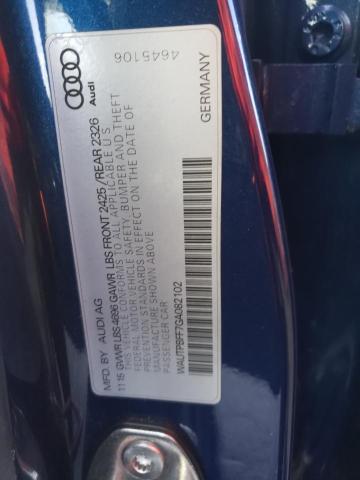 Audi
4645106
MFD. BY AUDI AG
GERMANY
11 15 GVWR LBS 4696 GAWR LBS FRONT 2425/REAR 2326
THIS VEHICLE CONFORMS TO ALL APPLICABLE U S
FEDERAL MOTOR VEHICLE SAFETY, BUMPER AND THEFT
PREVENTION STANDARDS IN EFFECT ON THE DATE OF
MANUFACTURE SHOWN ABOVE
PASSENGER CAR
WAUTPBFF7GA082102